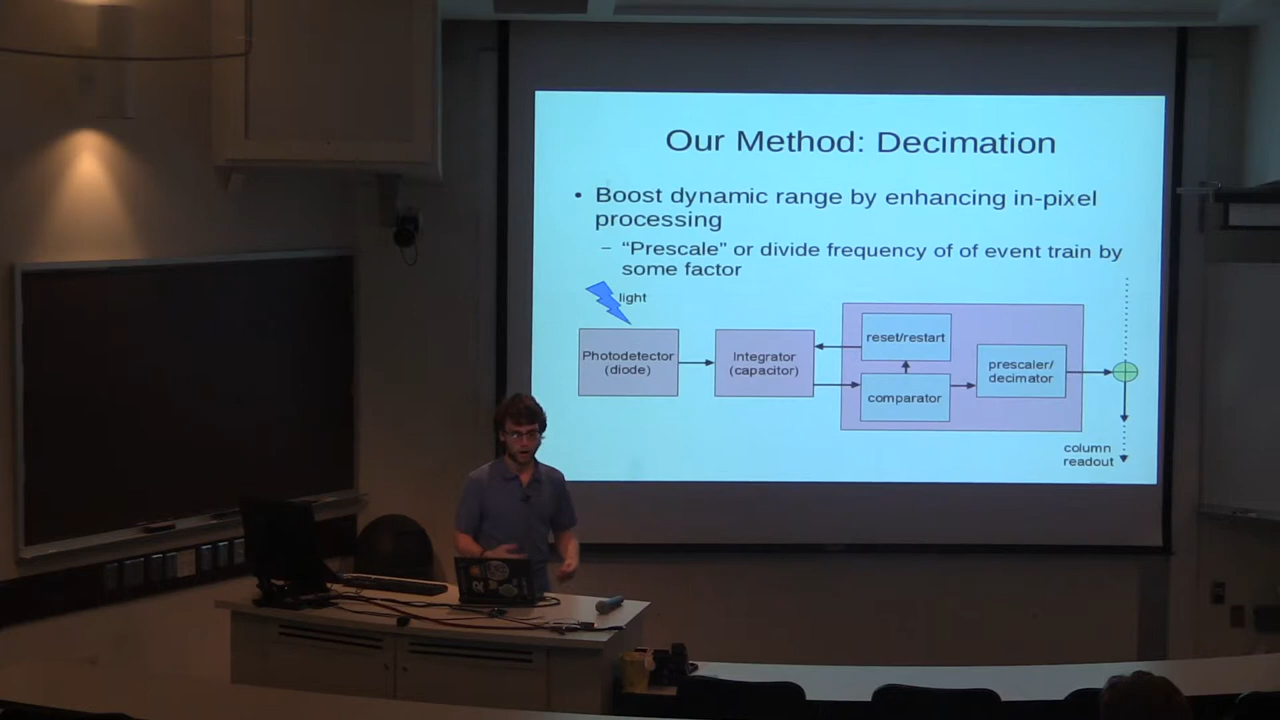 Our Method: Decimation
• Boost dynamic range by enhancing in-pixel
processing
– “Prescale” or divide frequency of of event train by
some factor
light
Photodetector
(diode)
Integrator
(capacitor)
reset/restart
comparator
prescaler/
decimator
column
readout